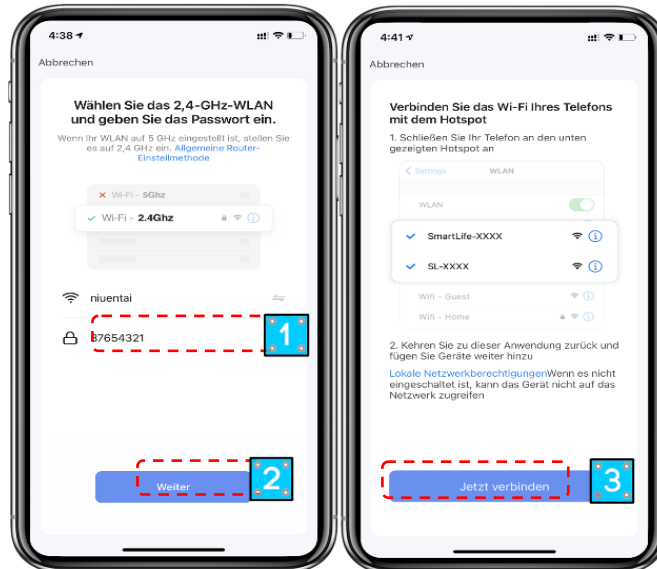 4:38
Abbrechen
Wählen Sie das 2,4-GHz-WLAN
und geben Sie das Passwort ein.
Wenn Ihr WLAN auf 5 GHz eingestellt ist, stellen Sie
es auf 2,4 GHz ein. Allgemeine Router-
Einstellmethode
Wi-Fi - 5Ghz
Wi-Fi - 2.4Ghz
niuentai
87654321
1
Weiter
2
4:41
Abbrechen
Verbinden Sie das Wi-Fi Ihres Telefons
mit dem Hotspot
1. Schließen Sie Ihr Telefon an den unten
gezeigten Hotspot an
Settings WLAN
WLAN
SmartLife-XXXX
SL-XXXX
Wifi - Guest
Wifi - Home
2. Kehren Sie zu dieser Anwendung zurück und
fügen Sie Geräte weiter hinzu
Lokale NetzwerkberechtigungenWenn es nicht
eingeschaltet ist, kann das Gerät nicht auf das
Netzwerk zugreifen
Jetzt verbinden
3